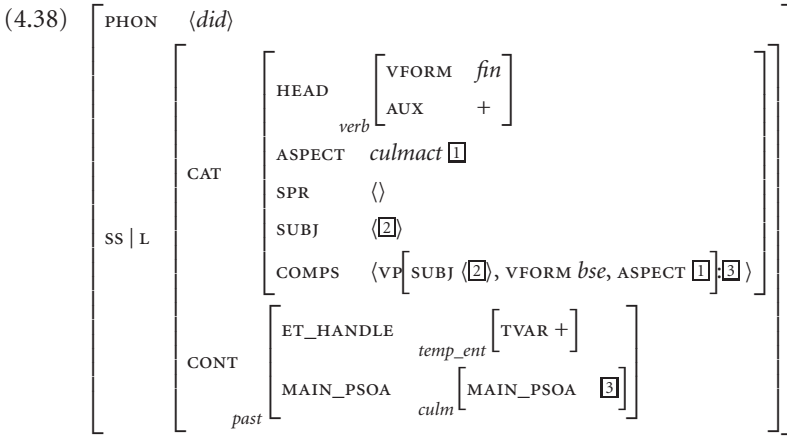 (4.38)
PHON ⟨did⟩
SS | L
CAT
HEAD
verb
VFORM fin
AUX +
ASPECT culmact 1
SPR ⟨⟩
SUBJ ⟨2⟩
COMPS ⟨VP[SUBJ ⟨2⟩, VFORM bse, ASPECT 1]:3 ⟩
CONT
past
ET_HANDLE temp_ent [TVAR +]
MAIN_PSOA culm [MAIN_PSOA 3]